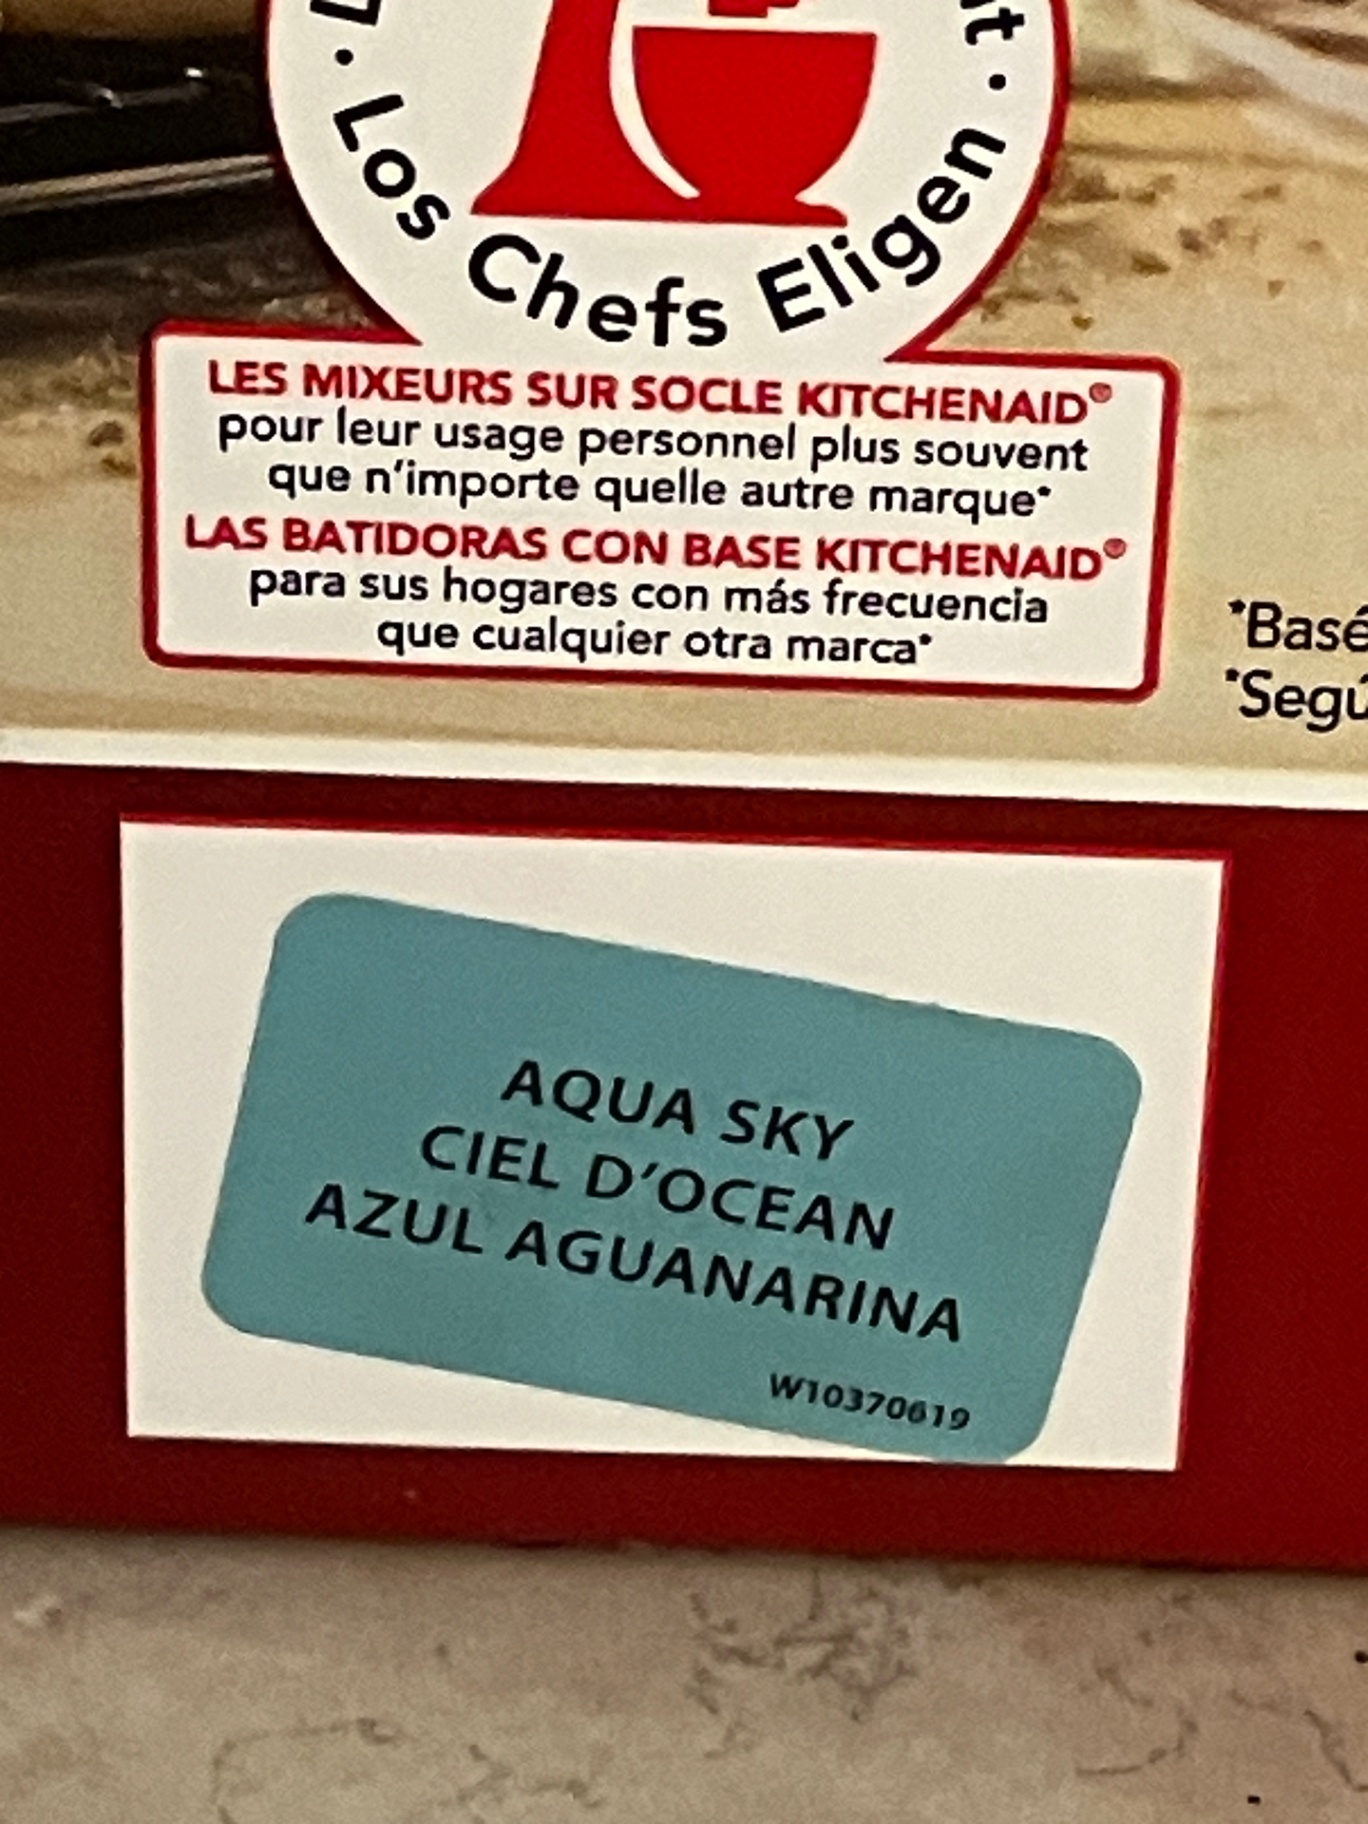 Los Chefs Eligen
LES MIXEURS SUR SOCLE KITCHENAID®
pour leur usage personnel plus souvent
que n'importe quelle autre marque*
LAS BATIDORAS CON BASE KITCHENAID®
para sus hogares con más frecuencia
que cualquier otra marca*
*Basé
*Segú
AQUA SKY
CIEL D'OCEAN
AZUL AGUANARINA
W10370619